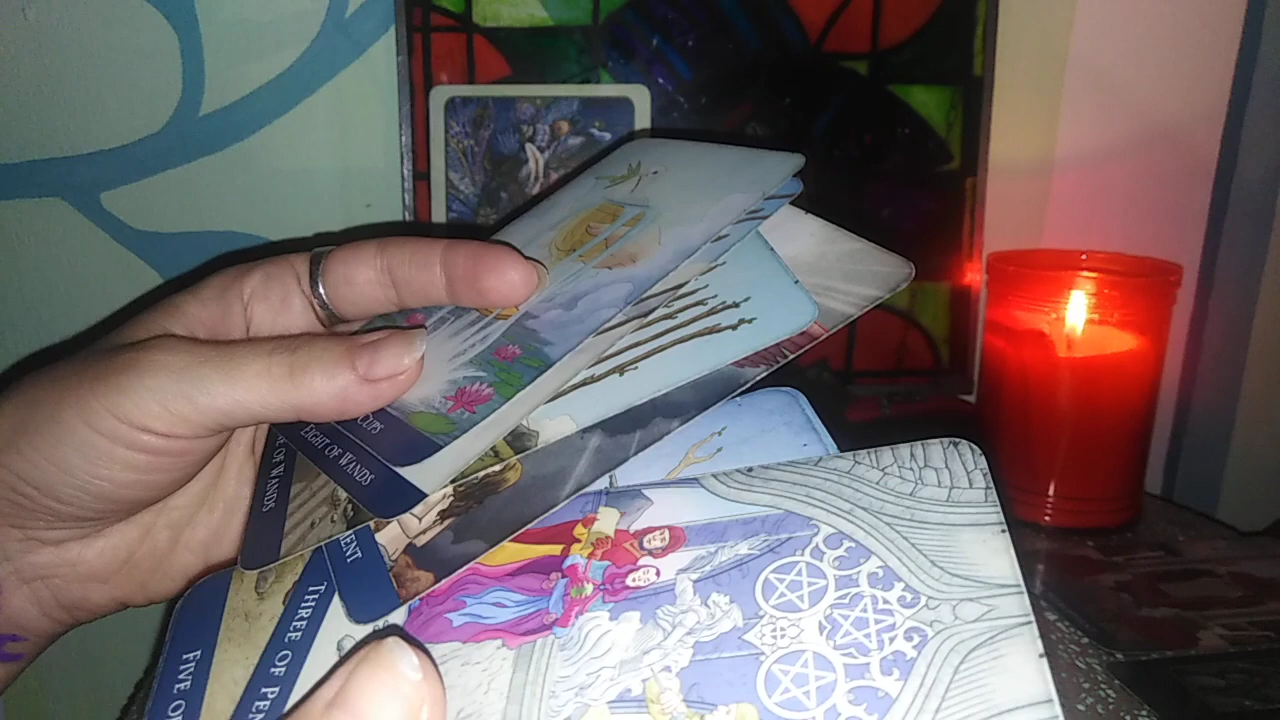 CUPS
EIGHT OF WANDS
OF WANDS
ENT
THREE OF PEN
FIVE O